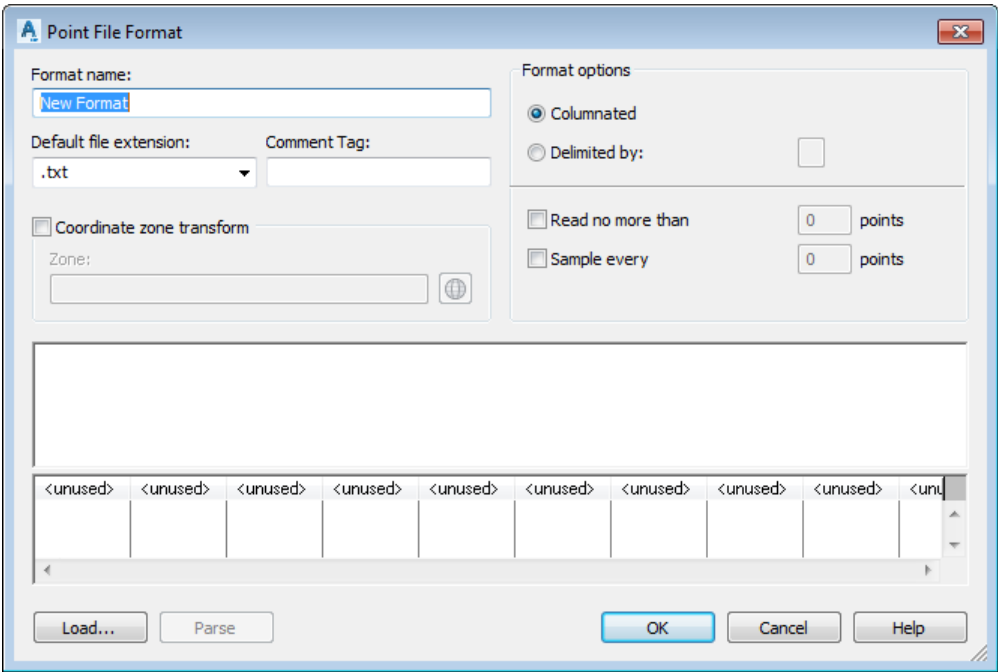 Point File Format
Format name:
New Format
Default file extension:
Comment Tag:
.txt
Coordinate zone transform
Zone:
Format options
Columnated
Delimited by:
Read no more than 0 points
Sample every 0 points
<unused> <unused> <unused> <unused> <unused> <unused> <unused> <unused> <unused> <unu
Load... Parse OK Cancel Help